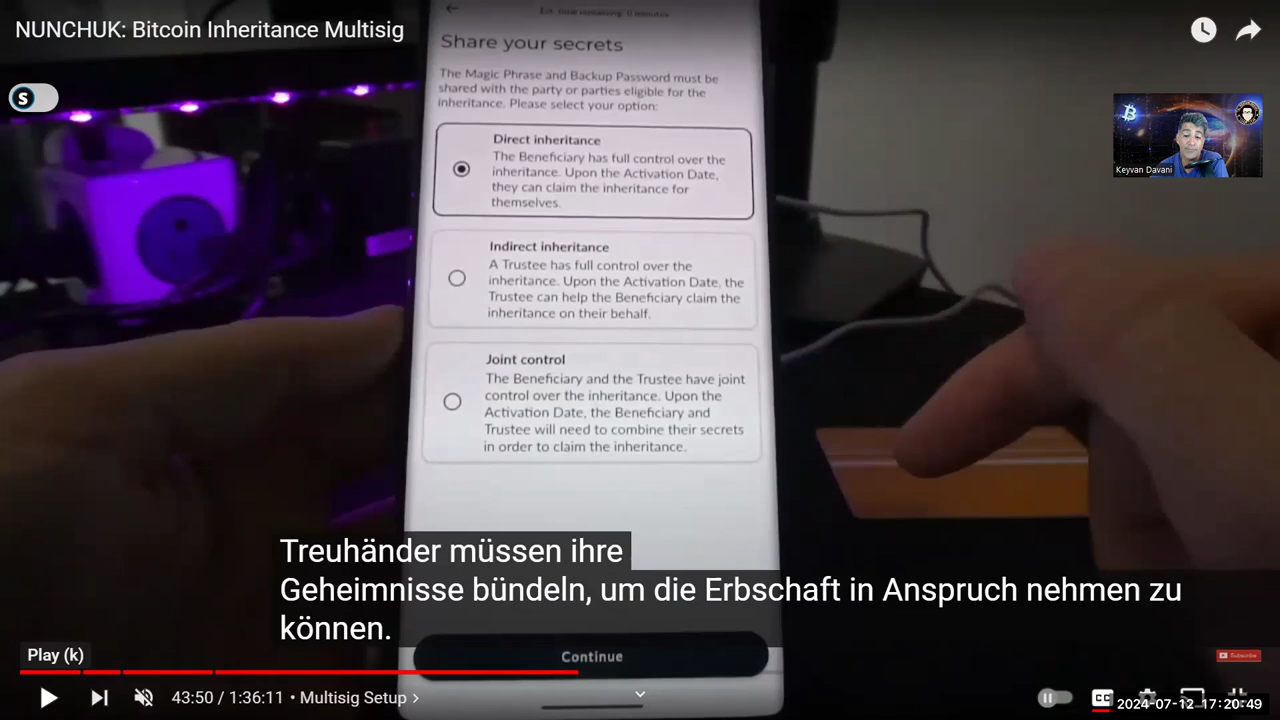 NUNCHUK: Bitcoin Inheritance Multisig
Est. time remaining: 0 minutes
Share your secrets
The Magic Phrase and Backup Password must be
shared with the party or parties eligible for the
inheritance. Please select your option:
Direct inheritance
The Beneficiary has full control over the
inheritance. Upon the Activation Date,
they can claim the inheritance for
themselves.
Indirect inheritance
A Trustee has full control over the
inheritance. Upon the Activation Date, the
Trustee can help the Beneficiary claim the
inheritance on their behalf.
Joint control
The Beneficiary and the Trustee have joint
control over the inheritance. Upon the
Activation Date, the Beneficiary and
Trustee will need to combine their secrets
in order to claim the inheritance.
S
Keyvan Davani
Treuhänder müssen ihre
Geheimnisse bündeln, um die Erbschaft in Anspruch nehmen zu
können.
Continue
Play (k)
Subscribe
43:50 / 1:36:11 • Multisig Setup
CC
2024-07-12 17:20:49